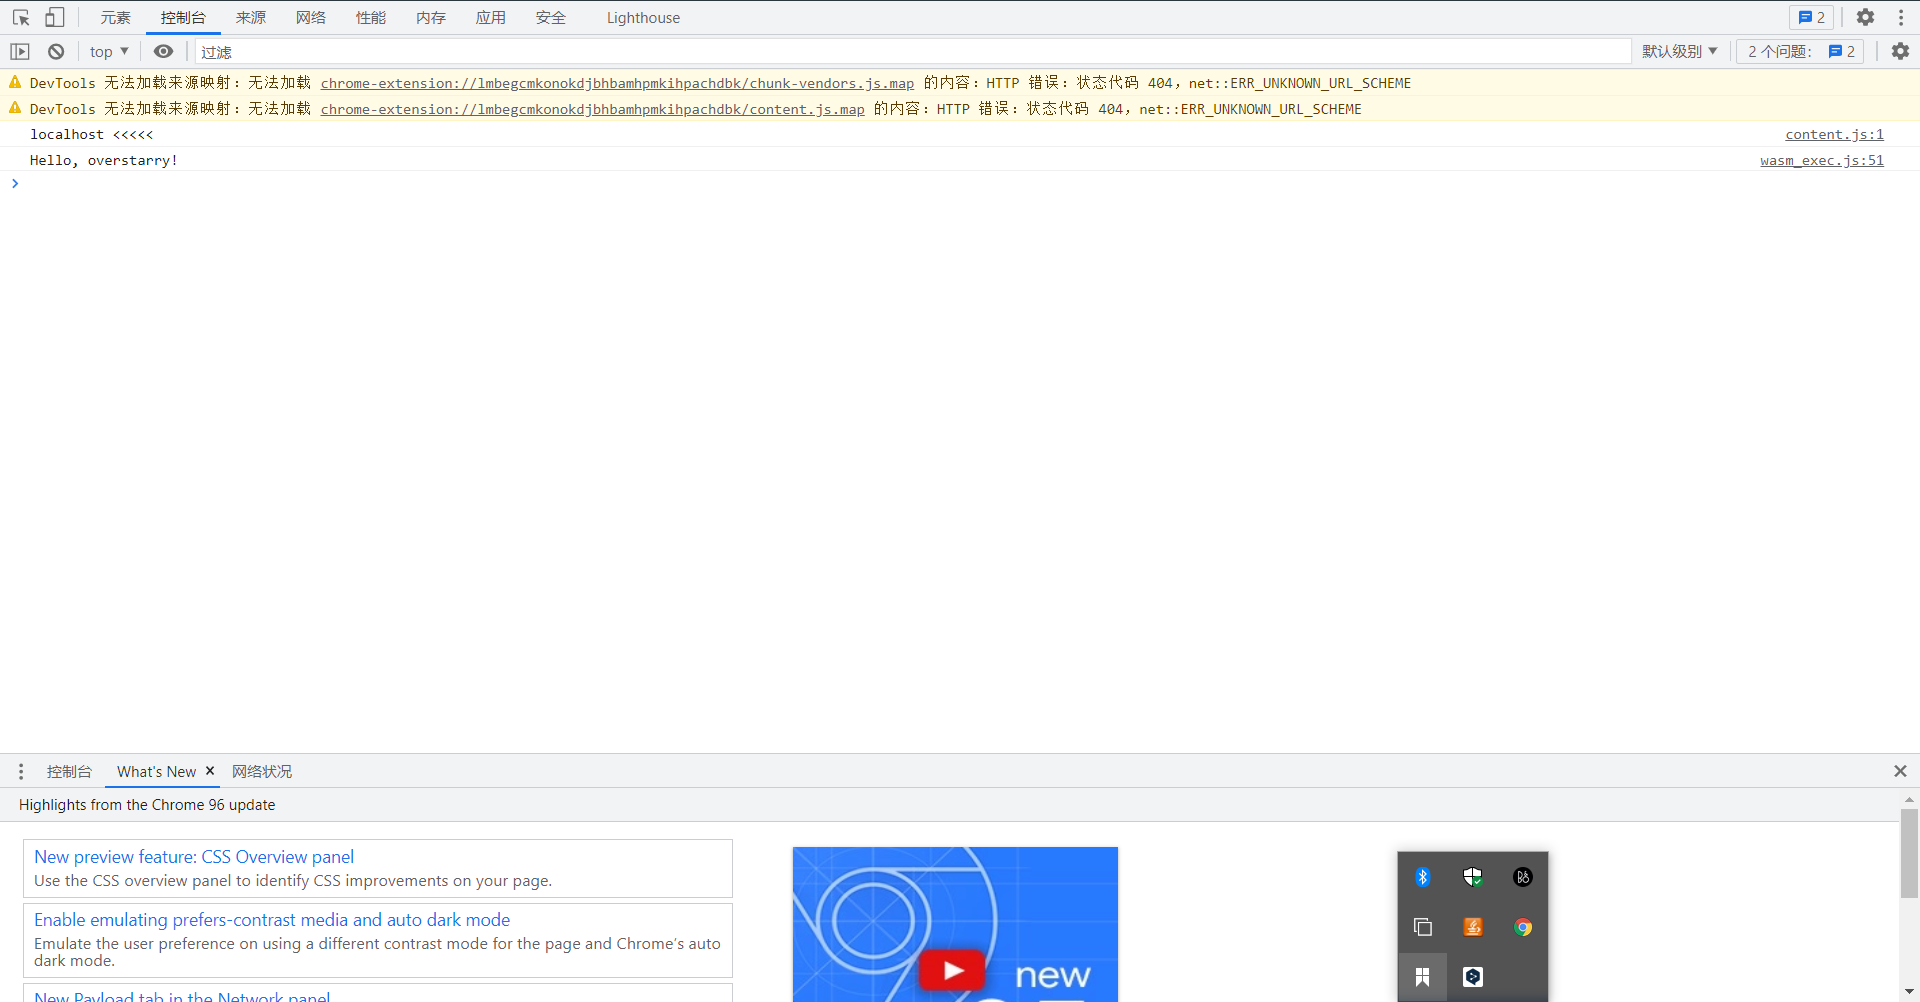 元素 控制台 来源 网络 性能 内存 应用 安全 Lighthouse 2
top 过滤 默认级别 2 个问题: 2
DevTools 无法加载来源映射: 无法加载 chrome-extension://lmbegcmkonokdjbhbamhpmkihpachdbk/chunk-vendors.js.map 的内容: HTTP 错误: 状态代码 404, net::ERR_UNKNOWN_URL_SCHEME
DevTools 无法加载来源映射: 无法加载 chrome-extension://lmbegcmkonokdjbhbamhpmkihpachdbk/content.js.map 的内容: HTTP 错误: 状态代码 404, net::ERR_UNKNOWN_URL_SCHEME
localhost <<<<< content.js:1
Hello, overstarry! wasm_exec.js:51
控制台 What's New 网络状况
Highlights from the Chrome 96 update
New preview feature: CSS Overview panel
Use the CSS overview panel to identify CSS improvements on your page.
Enable emulating prefers-contrast media and auto dark mode
Emulate the user preference on using a different contrast mode for the page and Chrome's auto
dark mode.
New Payload tab in the Network panel
new